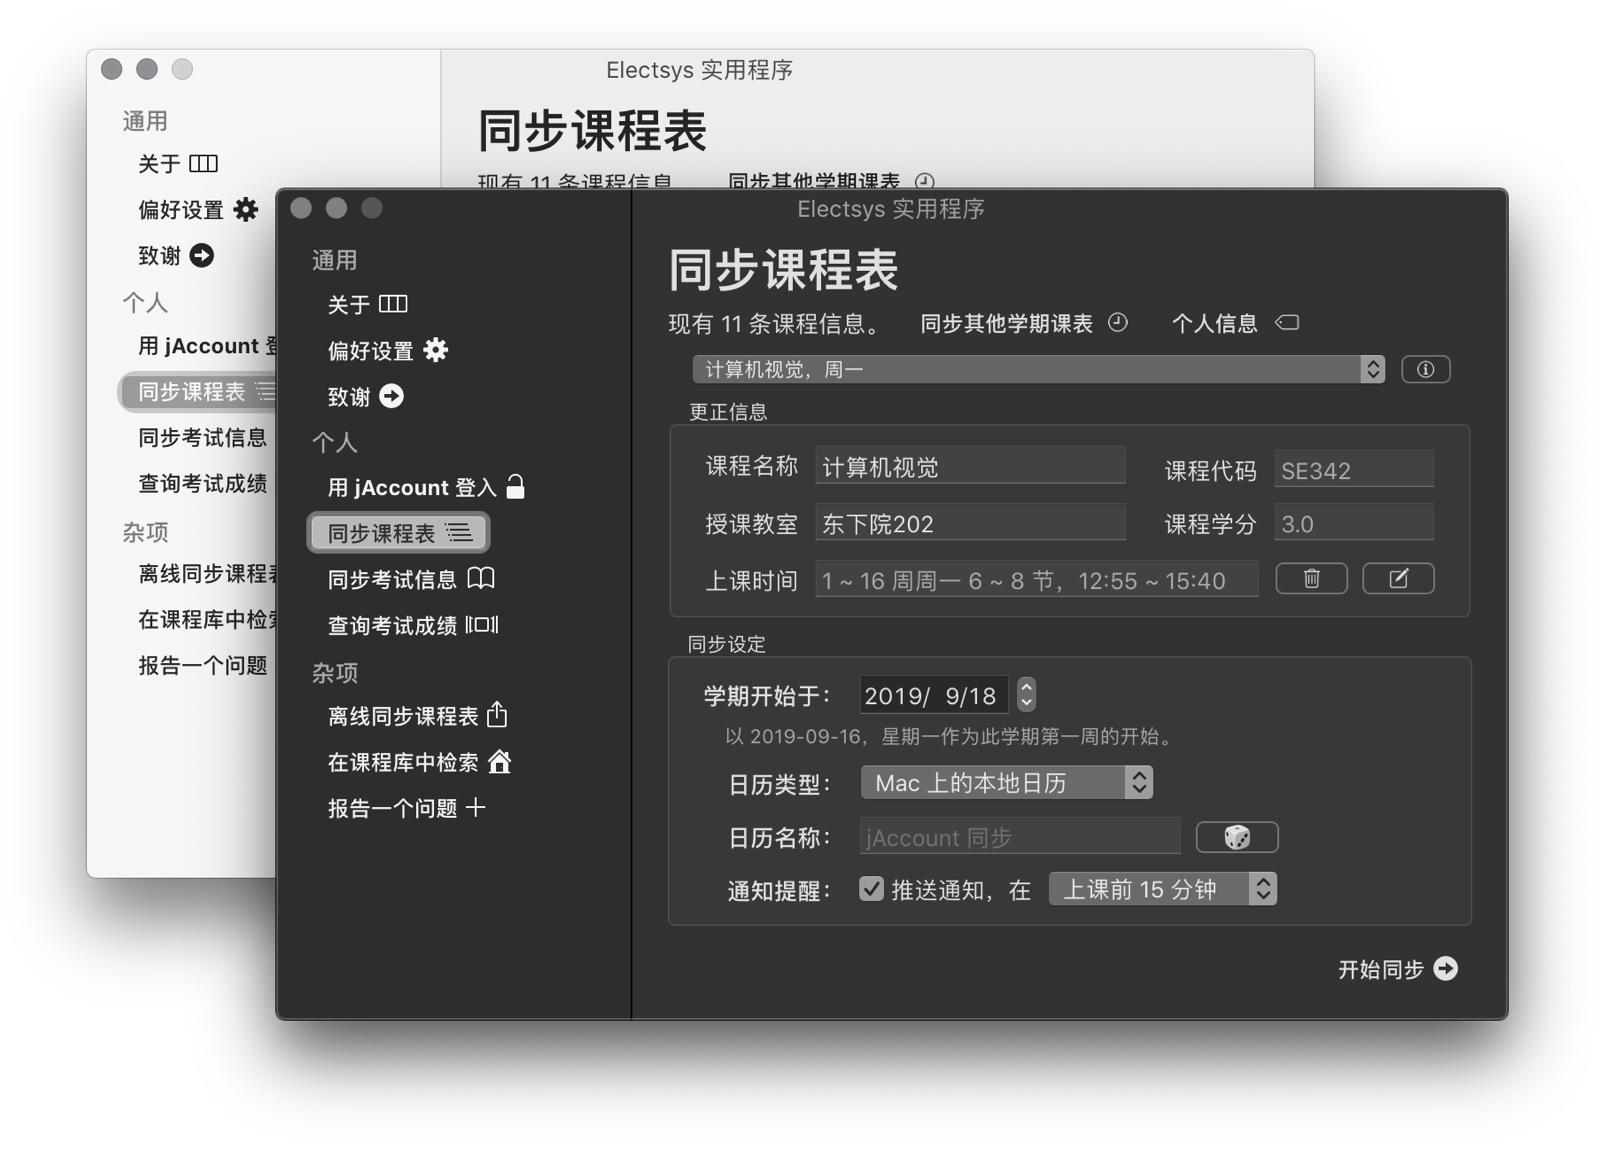 Electsys 实用程序
通用
关于
偏好设置
致谢
个人
用 jAccount
同步课程表
同步考试信息
查询考试成绩
杂项
离线同步课程
在课程库中检
报告一个问题
同步课程表
现有 11 条课程信息
同步其他学期课表
Electsys 实用程序
通用
关于
偏好设置
致谢
个人
用 jAccount 登入
同步课程表
同步考试信息
查询考试成绩
杂项
离线同步课程表
在课程库中检索
报告一个问题
同步课程表
现有 11 条课程信息。 同步其他学期课表 个人信息
计算机视觉，周一
更正信息
课程名称 计算机视觉 课程代码 SE342
授课教室 东下院202 课程学分 3.0
上课时间 1 ~ 16 周周一 6 ~ 8 节，12:55 ~ 15:40
同步设定
学期开始于： 2019/ 9/18
以 2019-09-16，星期一作为此学期第一周的开始。
日历类型： Mac 上的本地日历
日历名称： jAccount 同步
通知提醒： 推送通知，在 上课前 15 分钟
开始同步